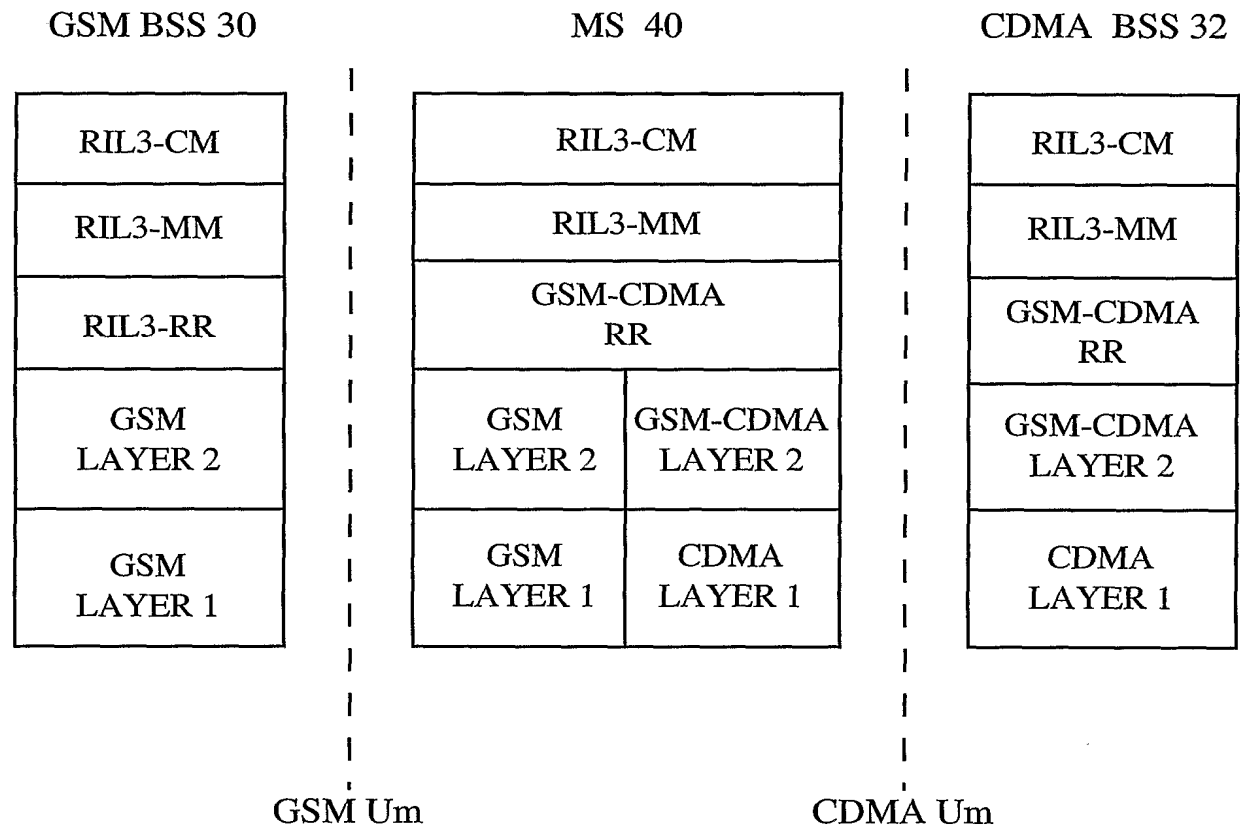 GSM BSS 30
MS 40
CDMA BSS 32
RIL3-CM
RIL3-MM
RIL3-RR
GSM
LAYER 2
GSM
LAYER 1
RIL3-CM
RIL3-MM
GSM-CDMA
RR
GSM
LAYER 2
GSM-CDMA
LAYER 2
GSM
LAYER 1
CDMA
LAYER 1
RIL3-CM
RIL3-MM
GSM-CDMA
RR
GSM-CDMA
LAYER 2
CDMA
LAYER 1
GSM Um
CDMA Um